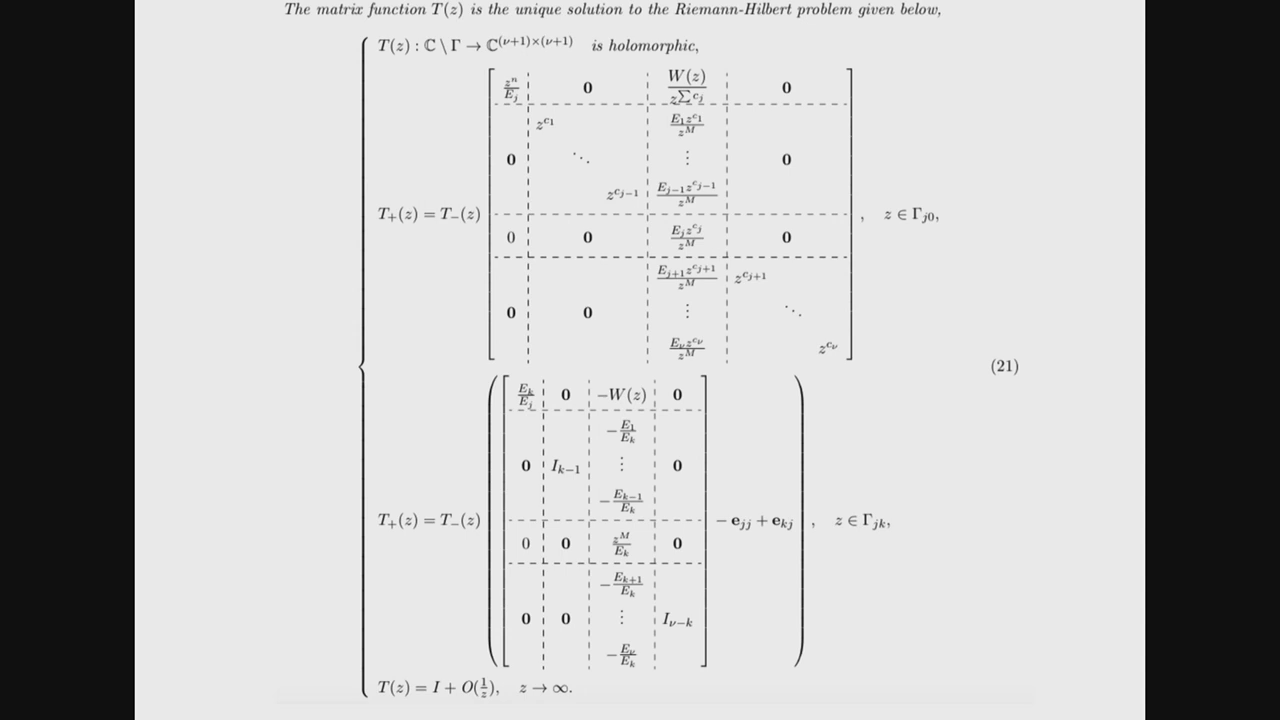 The matrix function T(z) is the unique solution to the Riemann-Hilbert problem given below,
T(z) : ℂ \ Γ → ℂ^{(ν+1)×(ν+1)} is holomorphic,
z^n/E_j 0 W(z)/z^{∑c_j} 0
z^{c_1} E_1z^{c_1}/z^M
0 ⋱ ⋮ 0
z^{c_{j−1}} E_{j−1}z^{c_{j−1}}/z^M
T_+(z) = T_−(z) , z ∈ Γ_{j0},
0 0 E_jz^{c_j}/z^M 0
E_{j+1}z^{c_{j+1}}/z^M z^{c_{j+1}}
0 0 ⋮ ⋱
E_νz^{c_ν}/z^M z^{c_ν}
(21)
E_k/E_j 0 −W(z) 0
−E_1/E_k
0 I_{k−1} ⋮ 0
−E_{k−1}/E_k
T_+(z) = T_−(z) − e_{jj} + e_{kj} , z ∈ Γ_{jk},
0 0 z^M/E_k 0
−E_{k+1}/E_k
0 0 ⋮ I_{ν−k}
−E_ν/E_k
T(z) = I + O(1/z), z → ∞.